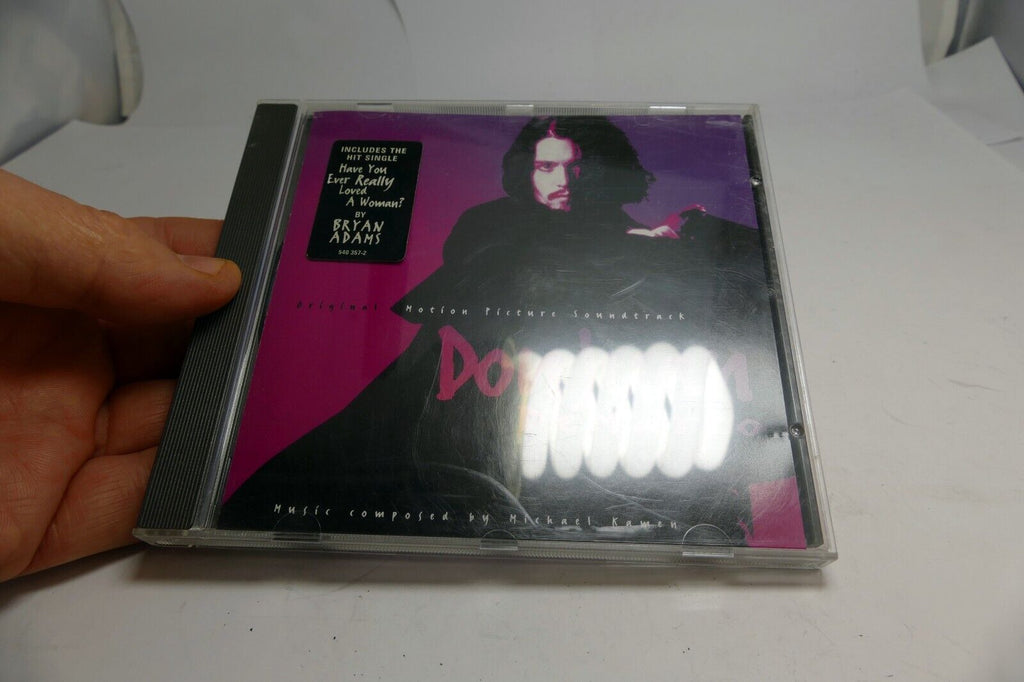 INCLUDES THE
HIT SINGLE
Have You
Ever Really
Loved
A Woman?
BY
BRYAN
ADAMS
540 357-2
Original Motion Picture Soundtrack
Music composed by Michael Kamen